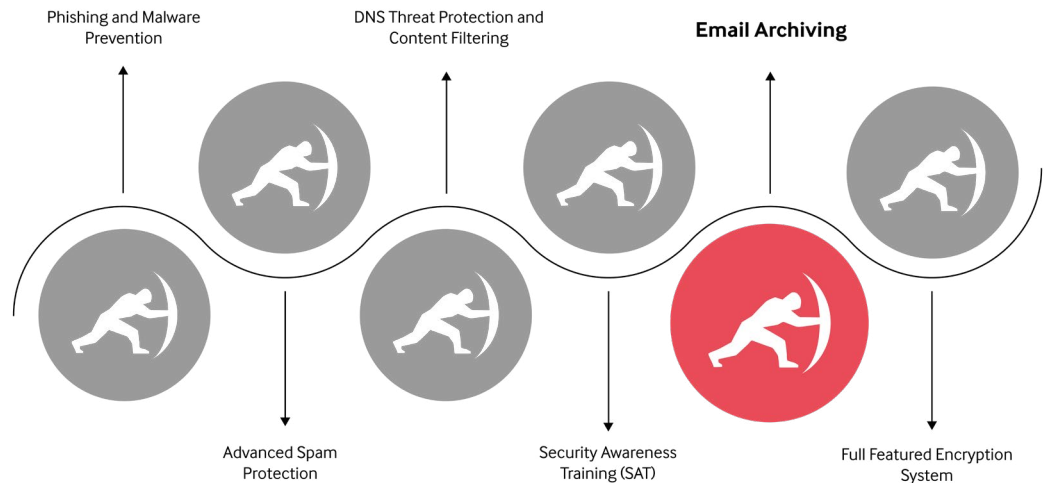 Phishing and Malware
Prevention
DNS Threat Protection and
Content Filtering
Email Archiving
Advanced Spam
Protection
Security Awareness
Training (SAT)
Full Featured Encryption
System